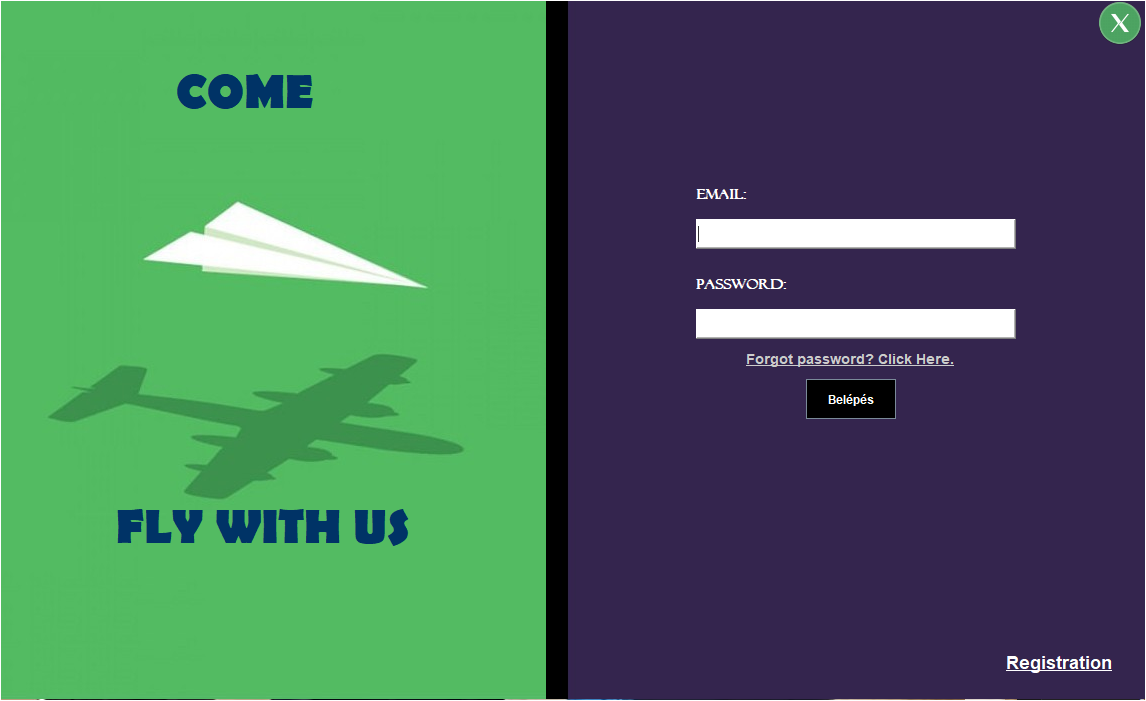 COME
FLY WITH US
X
EMAIL:
PASSWORD:
Forgot password? Click Here.
Belépés
Registration